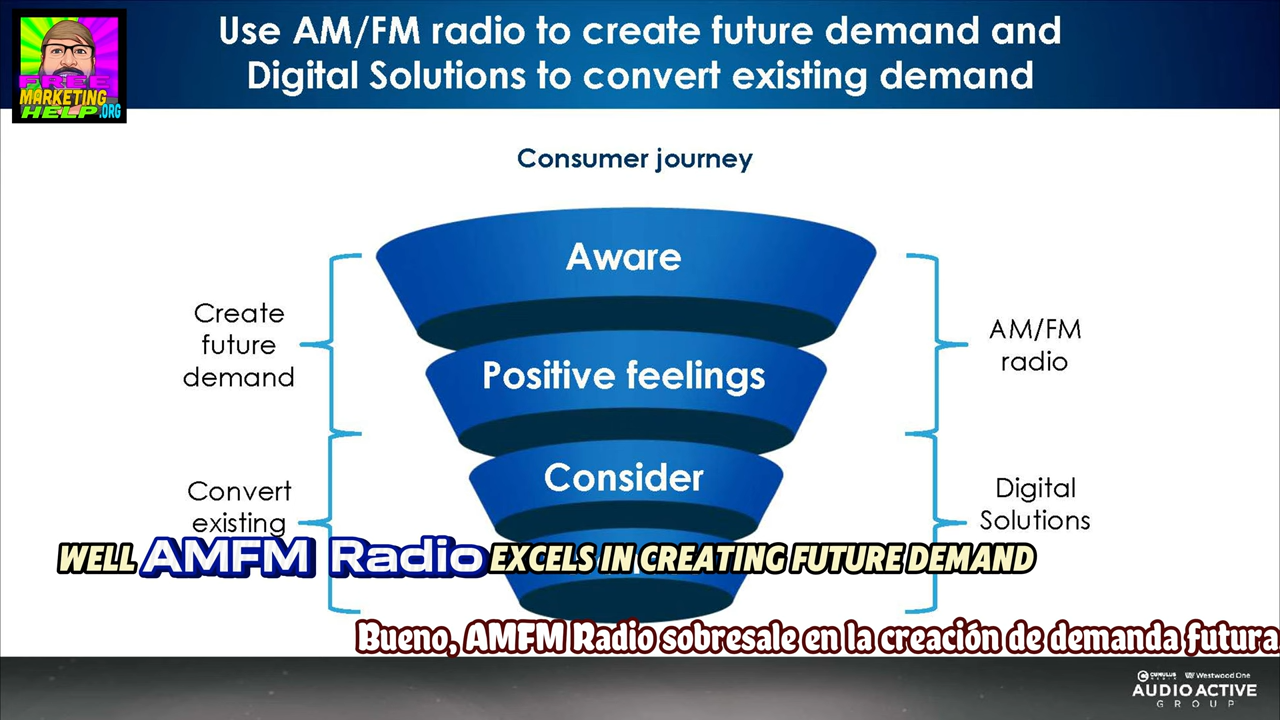 Use AM/FM radio to create future demand and
Digital Solutions to convert existing demand
FREE
MARKETING
HELP.ORG
Consumer journey
Aware
Positive feelings
Consider
Create
future
demand
AM/FM
radio
Convert
existing
Digital
Solutions
WELL AMFM Radio EXCELS IN CREATING FUTURE DEMAND
Bueno, AMFM Radio sobresale en la creación de demanda futura
CUMULUS MEDIA Westwood One
AUDIO ACTIVE
GROUP